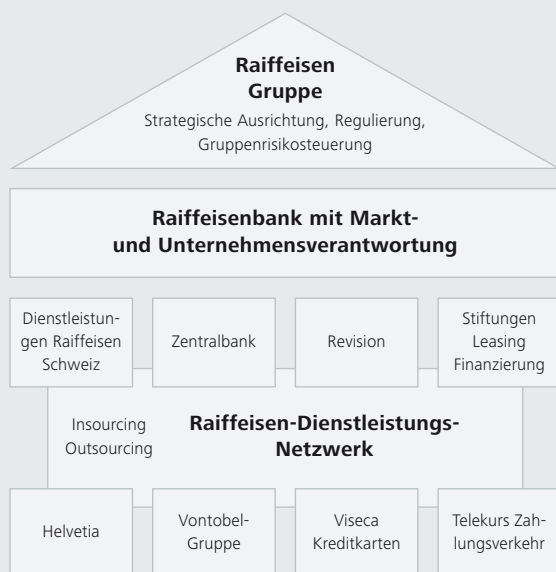 Raiffeisen
Gruppe
Strategische Ausrichtung, Regulierung,
Gruppenrisikosteuerung
Raiffeisenbank mit Markt-
und Unternehmensverantwortung
Dienstleistun-
gen Raiffeisen
Schweiz
Zentralbank
Revision
Stiftungen
Leasing
Finanzierung
Insourcing
Outsourcing
Raiffeisen-Dienstleistungs-
Netzwerk
Helvetia
Vontobel-
Gruppe
Viseca
Kreditkarten
Telekurs Zah-
lungsverkehr